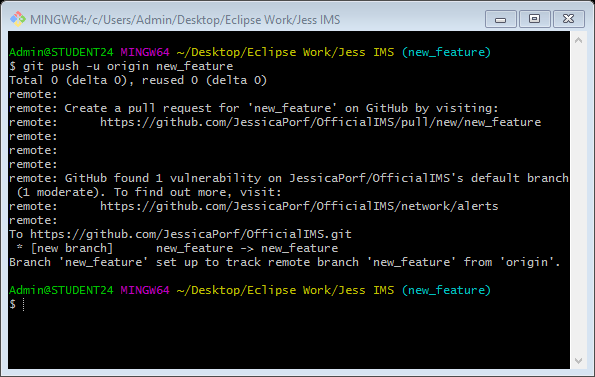 MINGW64:/c/Users/Admin/Desktop/Eclipse Work/Jess IMS
Admin@STUDENT24 MINGW64 ~/Desktop/Eclipse Work/Jess IMS (new_feature)
$ git push -u origin new_feature
Total 0 (delta 0), reused 0 (delta 0)
remote:
remote: Create a pull request for 'new_feature' on GitHub by visiting:
remote:      https://github.com/JessicaPorf/OfficialIMS/pull/new/new_feature
remote:
remote:
remote:
remote: GitHub found 1 vulnerability on JessicaPorf/OfficialIMS's default branch
 (1 moderate). To find out more, visit:
remote:      https://github.com/JessicaPorf/OfficialIMS/network/alerts
remote:
To https://github.com/JessicaPorf/OfficialIMS.git
 * [new branch]      new_feature -> new_feature
Branch 'new_feature' set up to track remote branch 'new_feature' from 'origin'.
Admin@STUDENT24 MINGW64 ~/Desktop/Eclipse Work/Jess IMS (new_feature)
$